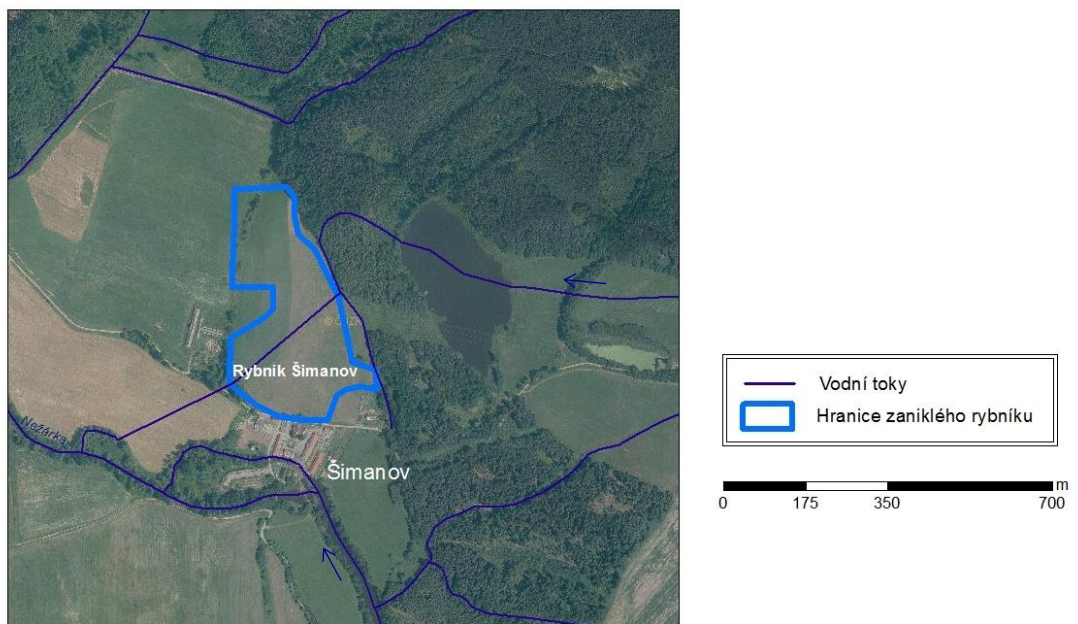 Rybník Šimanov
Nežárka
Šimanov
Vodní toky
Hranice zaniklého rybníku
m
0 175 350 700